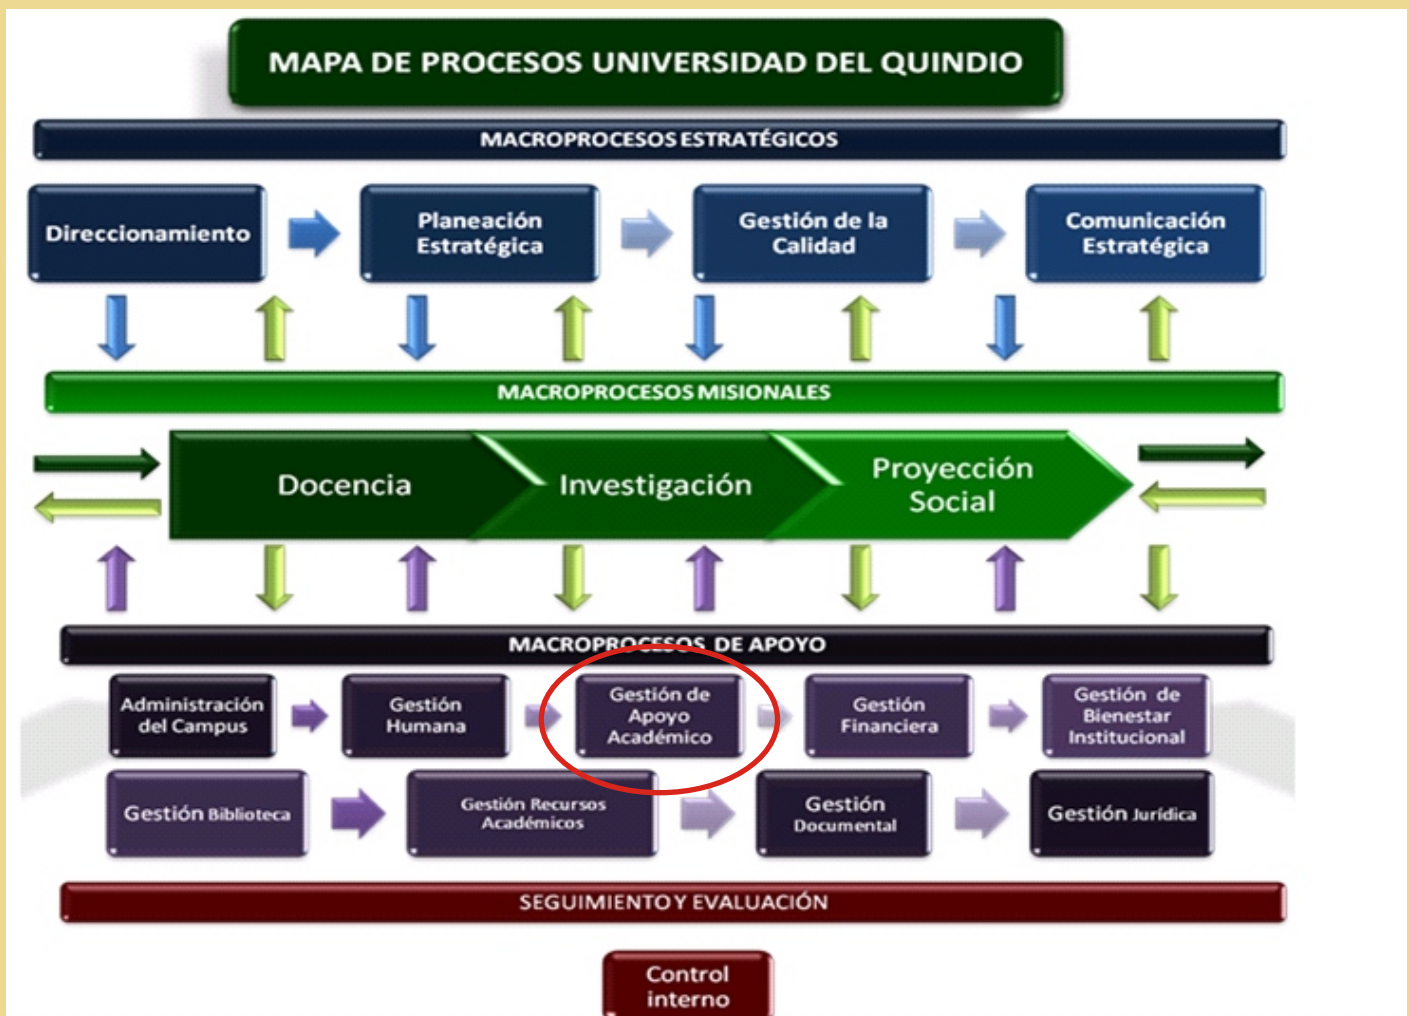 MAPA DE PROCESOS UNIVERSIDAD DEL QUINDIO
MACROPROCESOS ESTRATÉGICOS
Direccionamiento
Planeación
Estratégica
Gestión de la
Calidad
Comunicación
Estratégica
MACROPROCESOS MISIONALES
Docencia
Investigación
Proyección
Social
MACROPROCESOS DE APOYO
Administración
del Campus
Gestión
Humana
Gestión de
Apoyo
Académico
Gestión
Financiera
Gestión de
Bienestar
Institucional
Gestión Biblioteca
Gestión Recursos
Académicos
Gestión
Documental
Gestión Jurídica
SEGUIMIENTO Y EVALUACIÓN
Control
interno